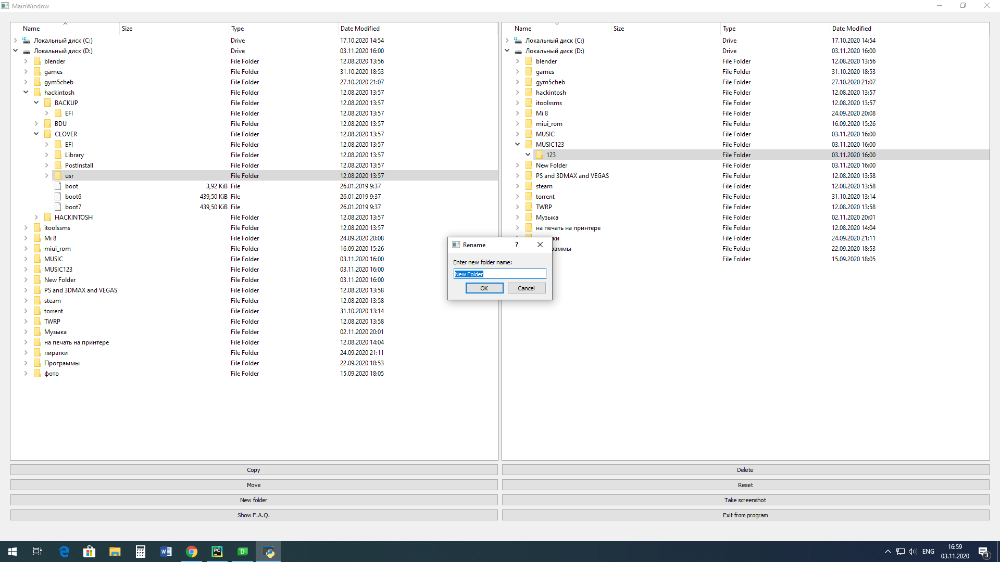 MainWindow
Name Size Type Date Modified
Локальный диск (C:) Drive 17.10.2020 14:54
Локальный диск (D:) Drive 03.11.2020 16:00
blender File Folder 12.08.2020 13:56
games File Folder 31.10.2020 18:53
gym5cheb File Folder 27.10.2020 21:07
hackintosh File Folder 12.08.2020 13:57
BACKUP File Folder 12.08.2020 13:57
EFI File Folder 12.08.2020 13:57
BDU File Folder 12.08.2020 13:57
CLOVER File Folder 12.08.2020 13:57
EFI File Folder 12.08.2020 13:57
Library File Folder 12.08.2020 13:57
PostInstall File Folder 12.08.2020 13:57
usr File Folder 12.08.2020 13:57
boot 3,92 KiB File 26.01.2019 9:37
boot6 439,50 KiB File 26.01.2019 9:37
boot7 439,50 KiB File 26.01.2019 9:37
HACKINTOSH File Folder 12.08.2020 13:57
itoolssms File Folder 12.08.2020 13:57
Mi 8 File Folder 24.09.2020 20:08
miui_rom File Folder 16.09.2020 15:26
MUSIC File Folder 03.11.2020 16:00
MUSIC123 File Folder 03.11.2020 16:00
New Folder File Folder 03.11.2020 16:00
PS and 3DMAX and VEGAS File Folder 12.08.2020 13:58
steam File Folder 12.08.2020 13:58
torrent File Folder 31.10.2020 13:14
TWRP File Folder 12.08.2020 13:58
Музыка File Folder 02.11.2020 20:01
на печать на принтере File Folder 12.08.2020 14:04
пиратки File Folder 24.09.2020 21:11
Программы File Folder 22.09.2020 18:53
фото File Folder 15.09.2020 18:05
Name Size Type Date Modified
Локальный диск (C:) Drive 17.10.2020 14:54
Локальный диск (D:) Drive 03.11.2020 16:00
blender File Folder 12.08.2020 13:56
games File Folder 31.10.2020 18:53
gym5cheb File Folder 27.10.2020 21:07
hackintosh File Folder 12.08.2020 13:57
itoolssms File Folder 12.08.2020 13:57
Mi 8 File Folder 24.09.2020 20:08
miui_rom File Folder 16.09.2020 15:26
MUSIC File Folder 03.11.2020 16:00
MUSIC123 File Folder 03.11.2020 16:00
123 File Folder 03.11.2020 16:00
New Folder File Folder 03.11.2020 16:00
PS and 3DMAX and VEGAS File Folder 12.08.2020 13:58
steam File Folder 12.08.2020 13:58
torrent File Folder 31.10.2020 13:14
TWRP File Folder 12.08.2020 13:58
Музыка File Folder 02.11.2020 20:01
на печать на принтере File Folder 12.08.2020 14:04
ки File Folder 24.09.2020 21:11
раммы File Folder 22.09.2020 18:53
File Folder 15.09.2020 18:05
Rename ?
Enter new folder name:
New Folder
OK Cancel
Copy
Move
New folder
Show F.A.Q.
Delete
Reset
Take screenshot
Exit from program
ENG
16:59
03.11.2020
3